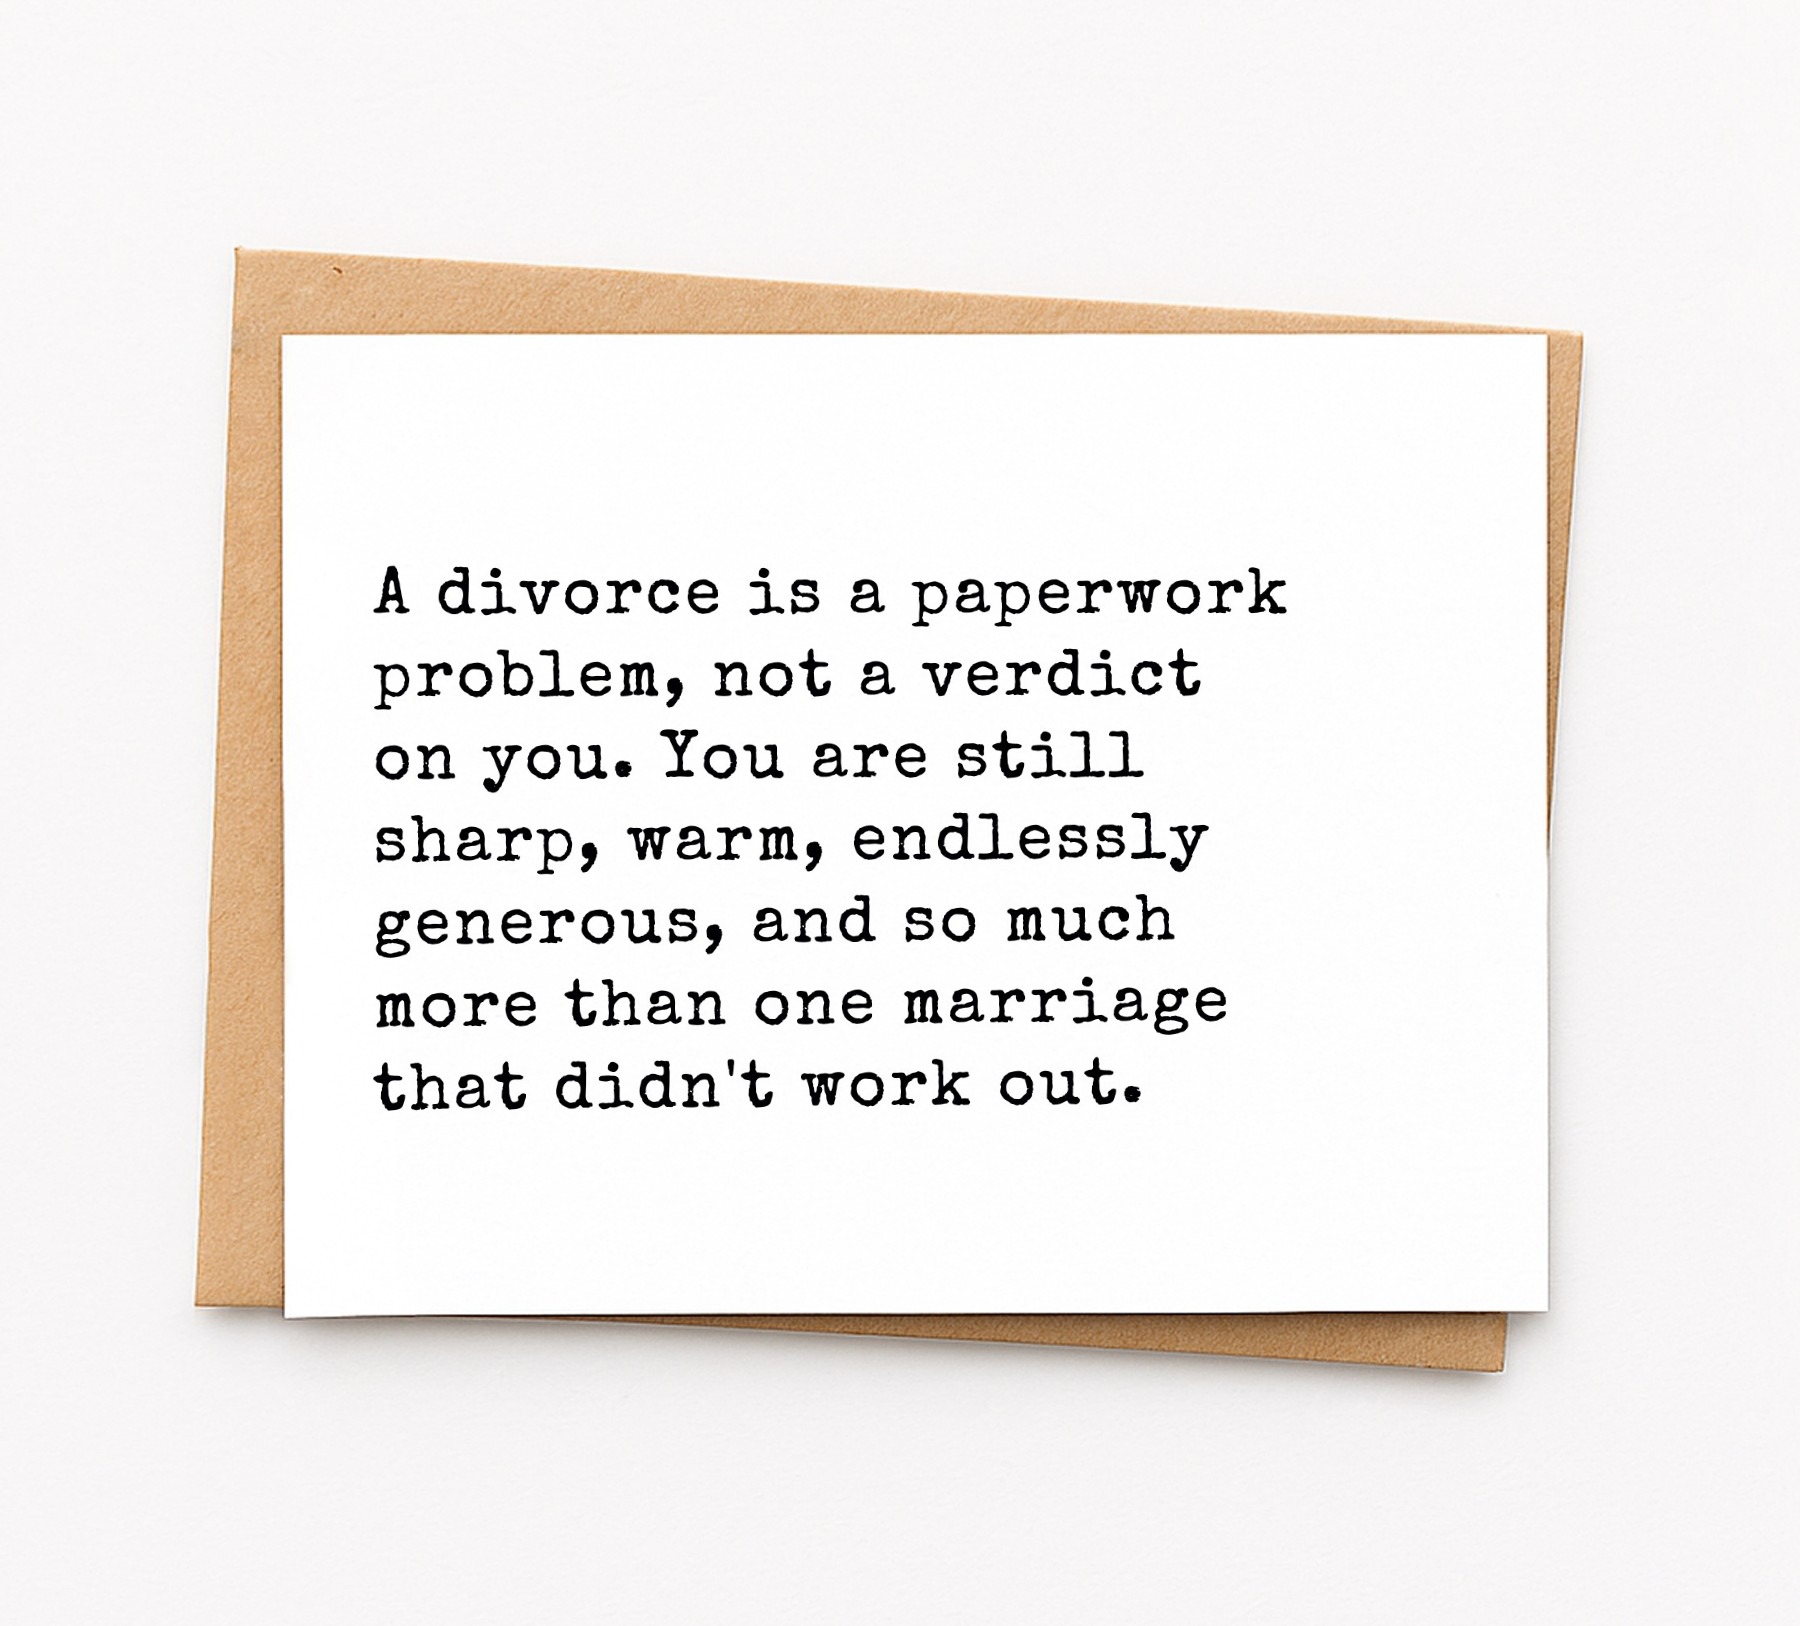 A divorce is a paperwork
problem, not a verdict
on you. You are still
sharp, warm, endlessly
generous, and so much
more than one marriage
that didn't work out.